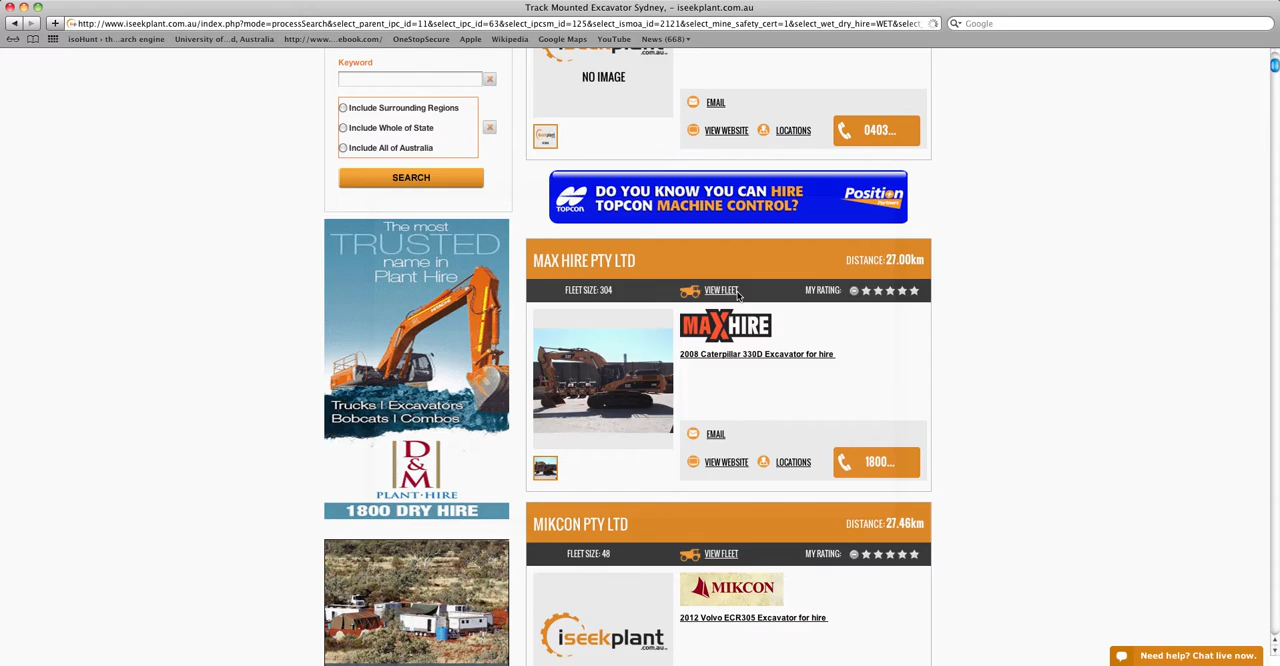 Track Mounted Excavator Sydney, - iseekplant.com.au
http://www.iseekplant.com.au/index.php?mode=processSearch&select_parent_ipc_id=11&select_ipc_id=63&select_ipcsm_id=125&select_ismoa_id=2121&select_mine_safety_cert=1&select_wet_dry_hire=WET&select_
Google
isoHunt › th...arch engine
University of...d, Australia
http://www....ebook.com/
OneStopSecure
Apple
Wikipedia
Google Maps
YouTube
News (668)
Keyword
Include Surrounding Regions
Include Whole of State
Include All of Australia
SEARCH
The most
TRUSTED
name in
Plant Hire
Trucks | Excavators
Bobcats | Combos
D&M
PLANT·HIRE
1800 DRY HIRE
iseekplant
.com.au
NO IMAGE
EMAIL
VIEW WEBSITE
LOCATIONS
0403...
TOPCON
DO YOU KNOW YOU CAN HIRE
TOPCON MACHINE CONTROL?
Position
Partners
MAX HIRE PTY LTD
DISTANCE: 27.00km
FLEET SIZE: 304
VIEW FLEET
MY RATING:
MAXHIRE
2008 Caterpillar 330D Excavator for hire
EMAIL
VIEW WEBSITE
LOCATIONS
1800...
MIKCON PTY LTD
DISTANCE: 27.46km
FLEET SIZE: 48
VIEW FLEET
MY RATING:
MIKCON
2012 Volvo ECR305 Excavator for hire
iseekplant
.com.au
Need help? Chat live now.